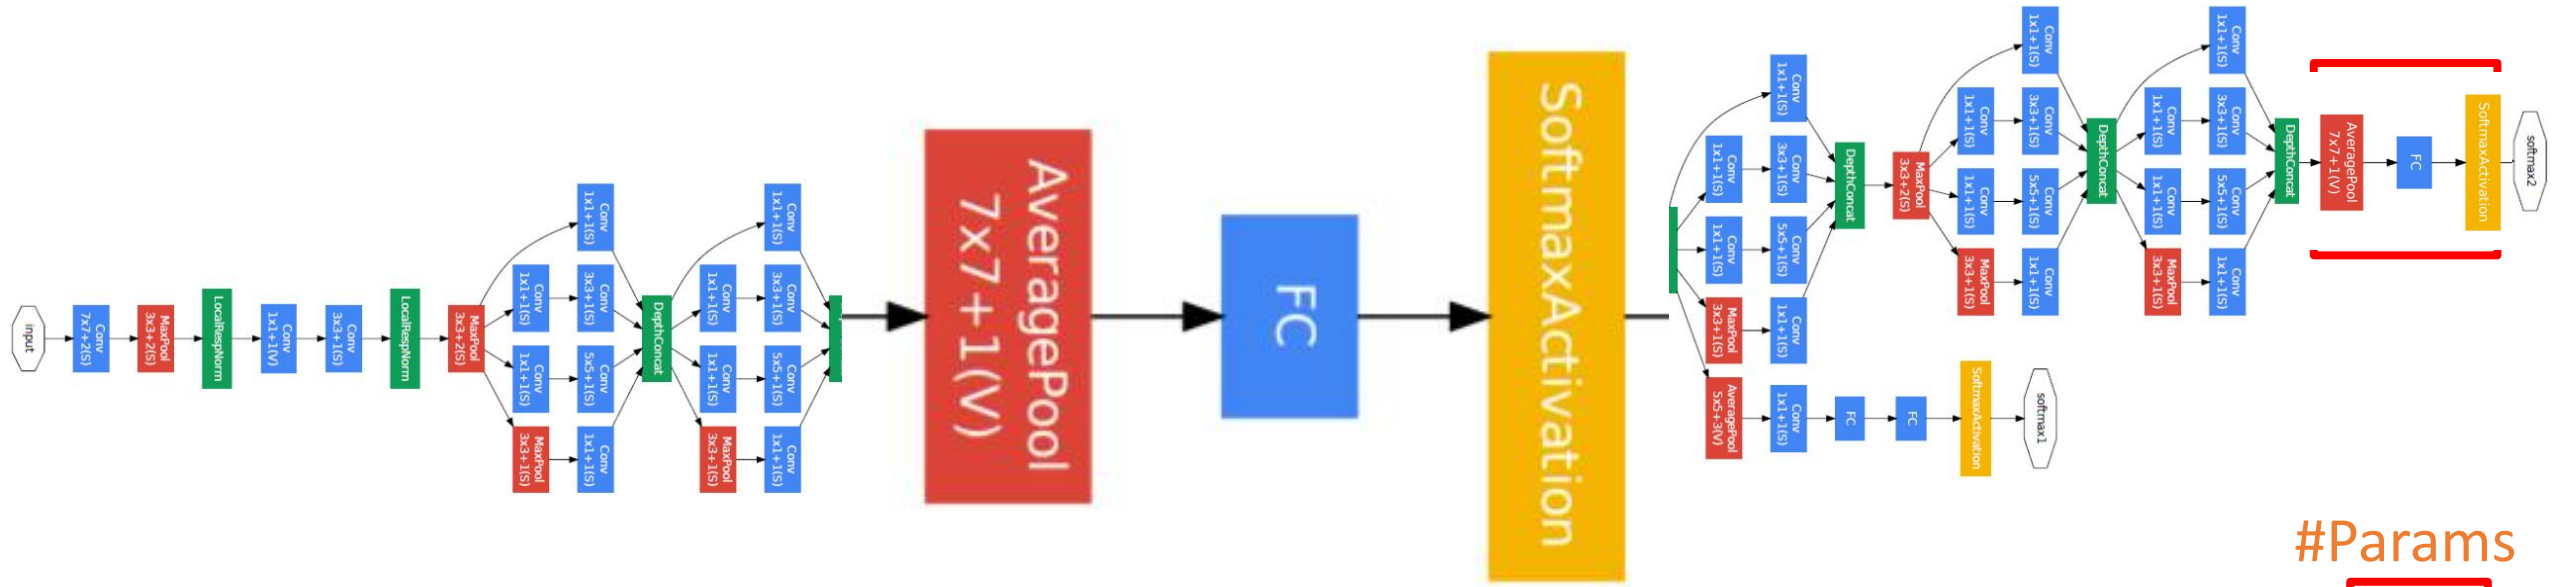 input
Conv
7x7+2(S)
MaxPool
3x3+2(S)
LocalRespNorm
Conv
1x1+1(V)
Conv
3x3+1(S)
LocalRespNorm
MaxPool
3x3+2(S)
Conv
1x1+1(S)
Conv
1x1+1(S)
MaxPool
3x3+1(S)
Conv
1x1+1(S)
Conv
3x3+1(S)
Conv
5x5+1(S)
Conv
1x1+1(S)
DepthConcat
Conv
1x1+1(S)
Conv
1x1+1(S)
MaxPool
3x3+1(S)
Conv
1x1+1(S)
Conv
3x3+1(S)
Conv
5x5+1(S)
Conv
1x1+1(S)
AveragePool
7x7+1(V)
FC
SoftmaxActivation
Conv
1x1+1(S)
Conv
1x1+1(S)
MaxPool
3x3+1(S)
AveragePool
5x5+3(V)
Conv
1x1+1(S)
Conv
3x3+1(S)
Conv
5x5+1(S)
Conv
1x1+1(S)
Conv
1x1+1(S)
DepthConcat
FC
FC
SoftmaxActivation
softmax1
MaxPool
3x3+2(S)
Conv
1x1+1(S)
Conv
1x1+1(S)
MaxPool
3x3+1(S)
Conv
1x1+1(S)
Conv
3x3+1(S)
Conv
5x5+1(S)
Conv
1x1+1(S)
DepthConcat
Conv
1x1+1(S)
Conv
1x1+1(S)
MaxPool
3x3+1(S)
Conv
1x1+1(S)
Conv
3x3+1(S)
Conv
5x5+1(S)
Conv
1x1+1(S)
DepthConcat
AveragePool
7x7+1(V)
FC
SoftmaxActivation
softmax2
#Params